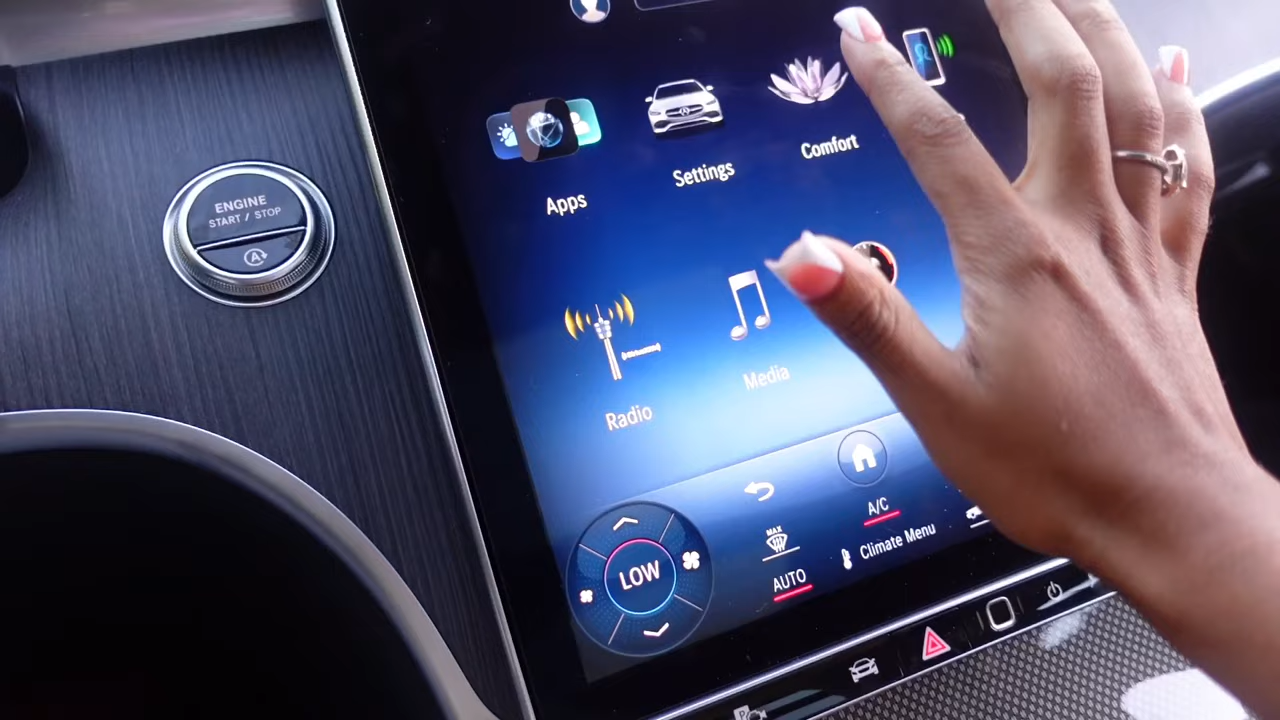 ENGINE
START / STOP
A
Apps
Settings
Comfort
Radio
Media
LOW
MAX
AUTO
A/C
Climate Menu
P